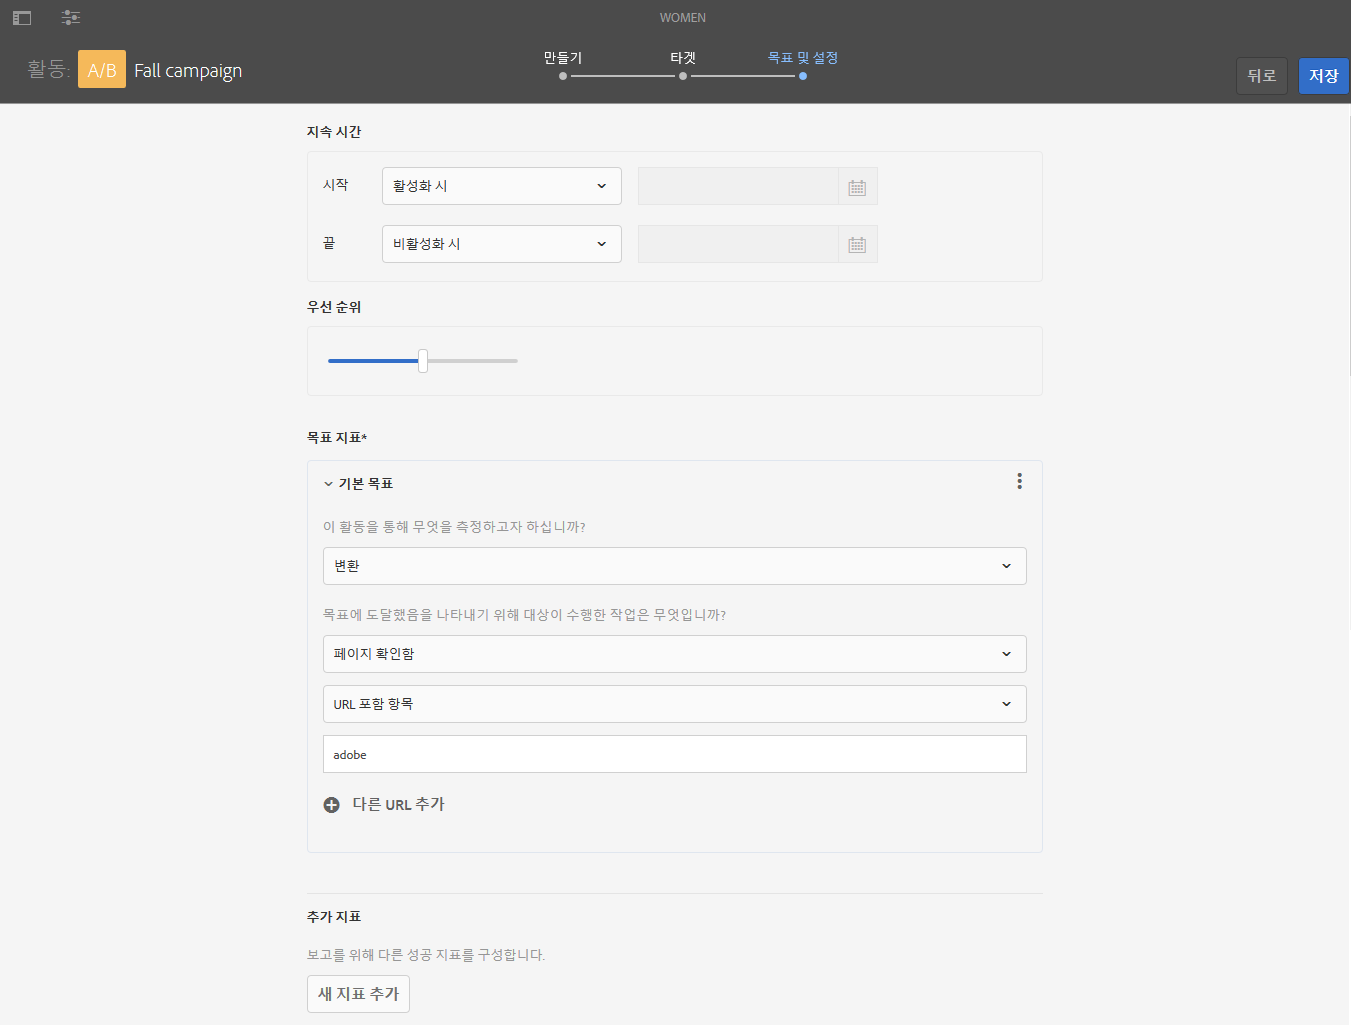 WOMEN
활동: A/B Fall campaign
만들기 타겟 목표 및 설정
뒤로 저장
지속 시간
시작 활성화 시
끝 비활성화 시
우선 순위
목표 지표*
기본 목표
이 활동을 통해 무엇을 측정하고자 하십니까?
변환
목표에 도달했음을 나타내기 위해 대상이 수행한 작업은 무엇입니까?
페이지 확인함
URL 포함 항목
adobe
다른 URL 추가
추가 지표
보고를 위해 다른 성공 지표를 구성합니다.
새 지표 추가